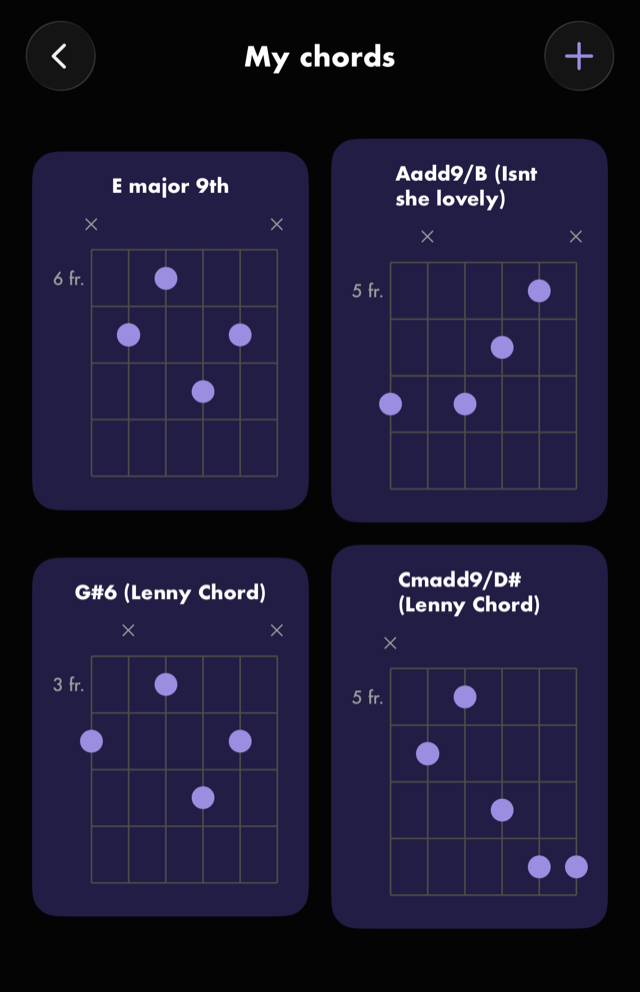 My chords
E major 9th
× ×
6 fr.
Aadd9/B (Isnt
she lovely)
× ×
5 fr.
G#6 (Lenny Chord)
× ×
3 fr.
Cmadd9/D#
(Lenny Chord)
×
5 fr.